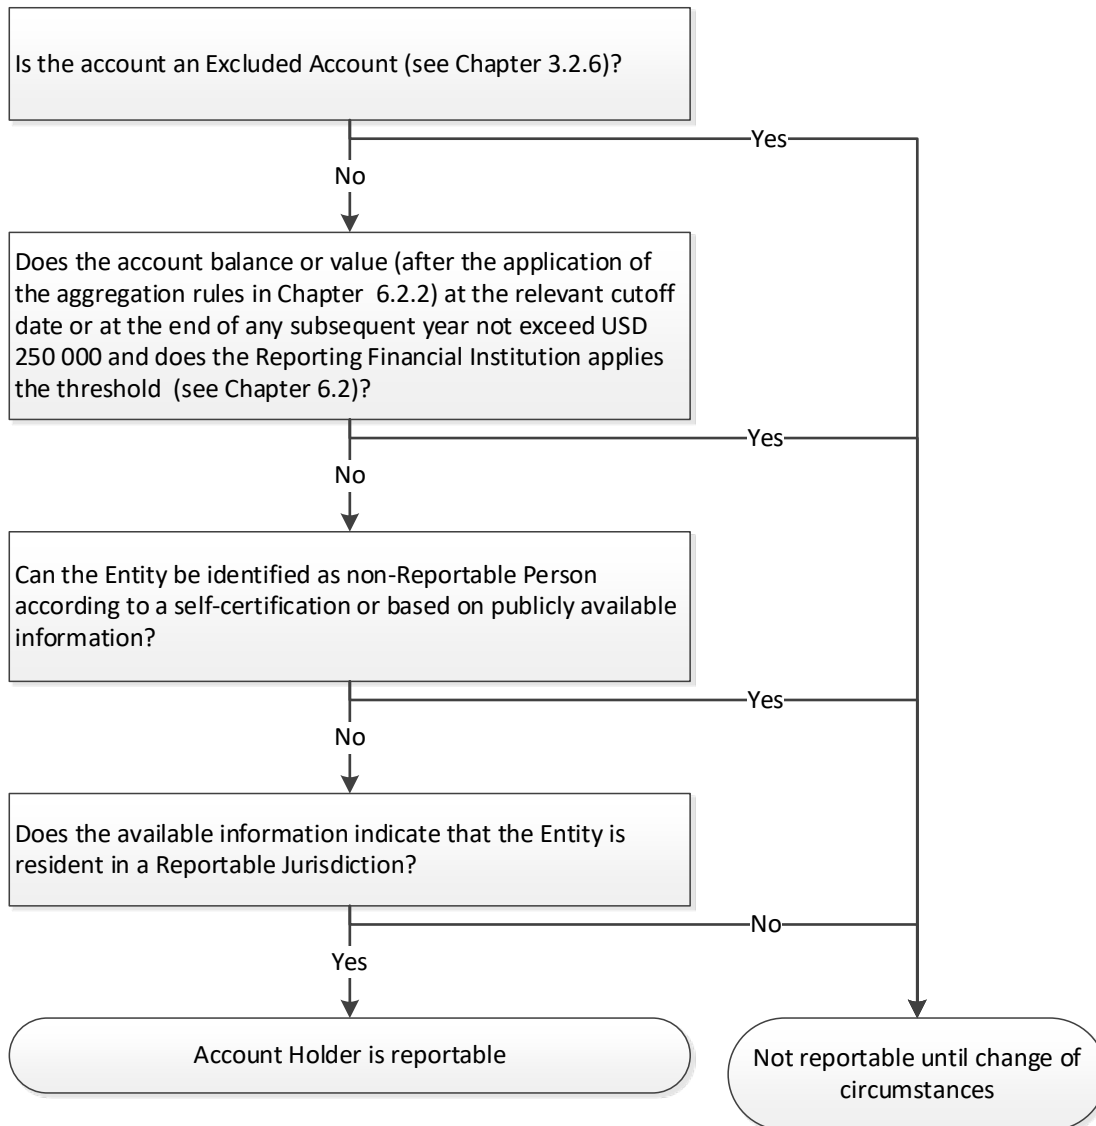 Is the account an Excluded Account (see Chapter 3.2.6)?
Yes
No
Does the account balance or value (after the application of
the aggregation rules in Chapter  6.2.2) at the relevant cutoff
date or at the end of any subsequent year not exceed USD
250 000 and does the Reporting Financial Institution applies
the threshold  (see Chapter 6.2)?
Yes
No
Can the Entity be identified as non-Reportable Person
according to a self-certification or based on publicly available
information?
Yes
No
Does the available information indicate that the Entity is
resident in a Reportable Jurisdiction?
No
Yes
Account Holder is reportable
Not reportable until change of
circumstances